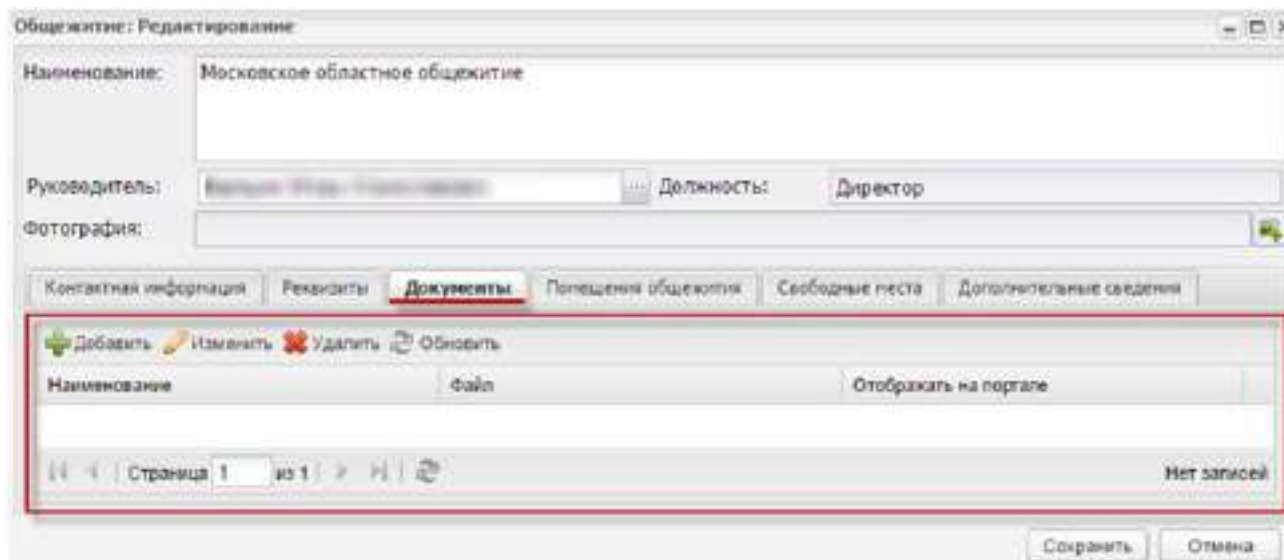 Общежитие: Редактирование
Наименование: Московское областное общежитие
Руководитель: ... Должность: Директор
Фотография:
Контактная информация Реквизиты Документы Помещения общежития Свободные места Дополнительные сведения
Добавить Изменить Удалить Обновить
Наименование Файл Отображать на портале
Страница 1 из 1 Нет записей
Сохранить Отмена